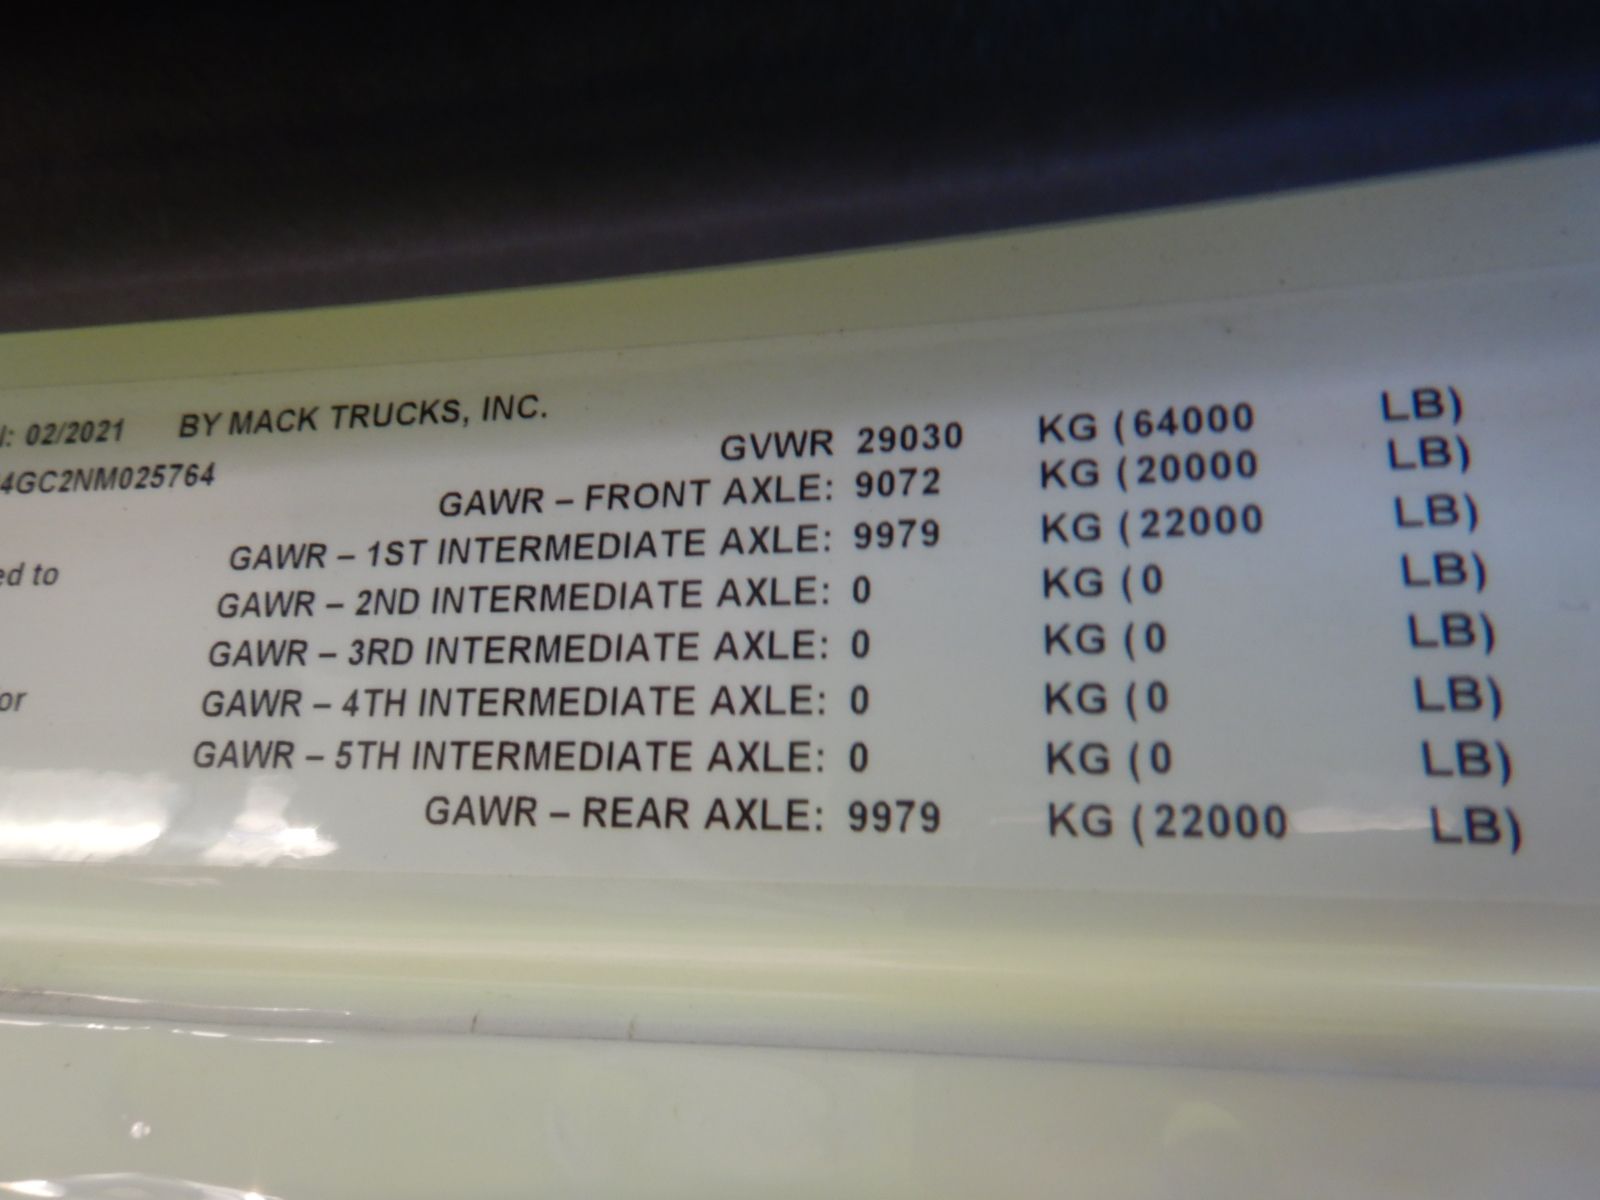 : 02/2021 BY MACK TRUCKS, INC.
4GC2NM025764
ed to
or
GVWR 29030 KG (64000 LB)
GAWR – FRONT AXLE: 9072 KG (20000 LB)
GAWR – 1ST INTERMEDIATE AXLE: 9979 KG (22000 LB)
GAWR – 2ND INTERMEDIATE AXLE: 0 KG (0 LB)
GAWR – 3RD INTERMEDIATE AXLE: 0 KG (0 LB)
GAWR – 4TH INTERMEDIATE AXLE: 0 KG (0 LB)
GAWR – 5TH INTERMEDIATE AXLE: 0 KG (0 LB)
GAWR – REAR AXLE: 9979 KG (22000 LB)